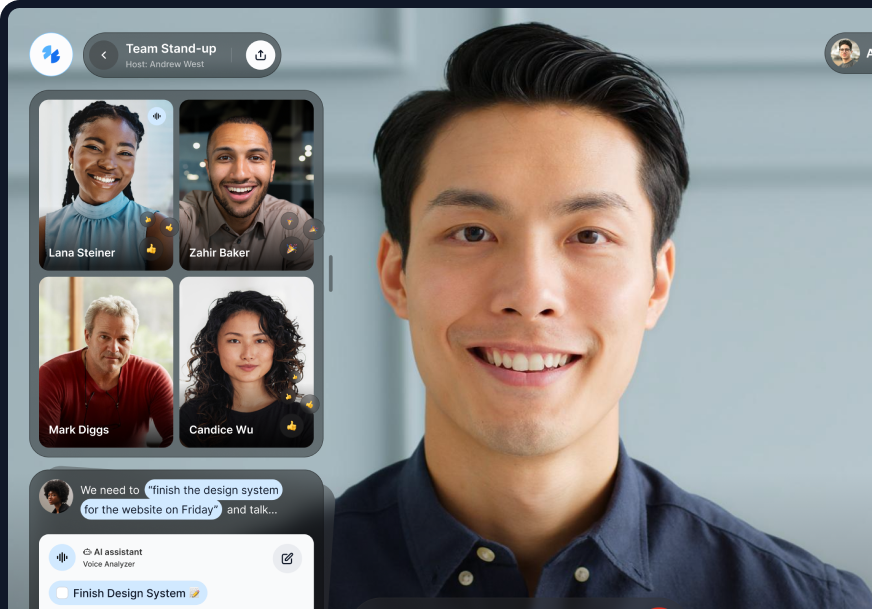 Team Stand-up
Host: Andrew West
A
Lana Steiner
Zahir Baker
Mark Diggs
Candice Wu
We need to “finish the design system
for the website on Friday” and talk...
AI assistant
Voice Analyzer
Finish Design System